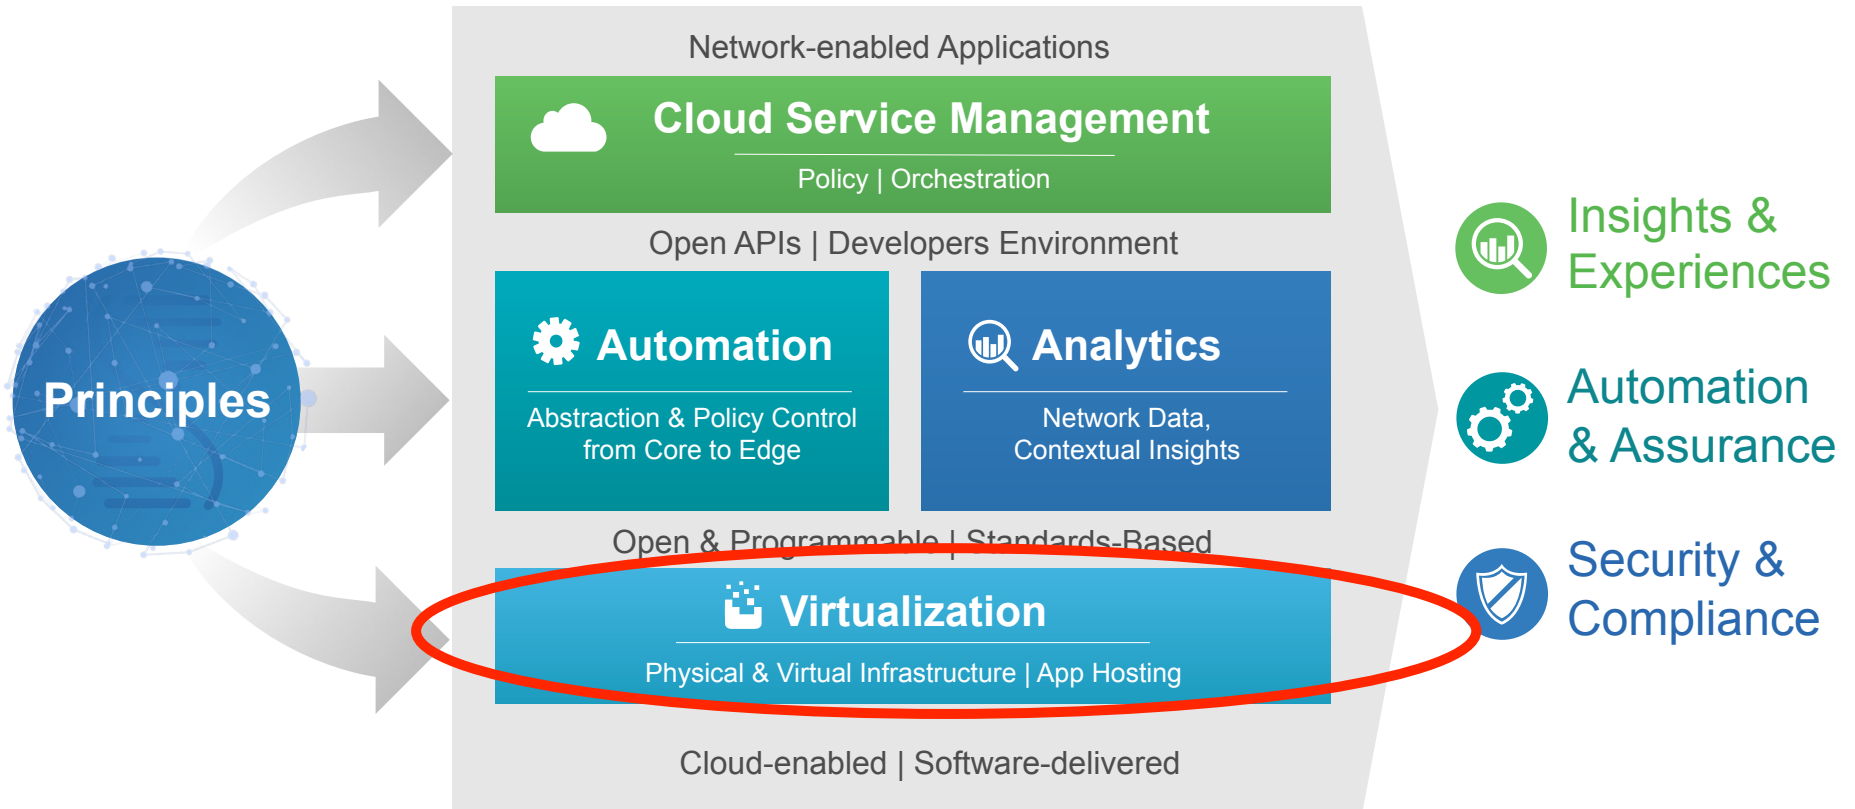 Network-enabled Applications
Cloud Service Management
Policy | Orchestration
Open APIs | Developers Environment
Principles
Automation
Abstraction & Policy Control
from Core to Edge
Analytics
Network Data,
Contextual Insights
Open & Programmable | Standards-Based
Virtualization
Physical & Virtual Infrastructure | App Hosting
Cloud-enabled | Software-delivered
Insights &
Experiences
Automation
& Assurance
Security &
Compliance